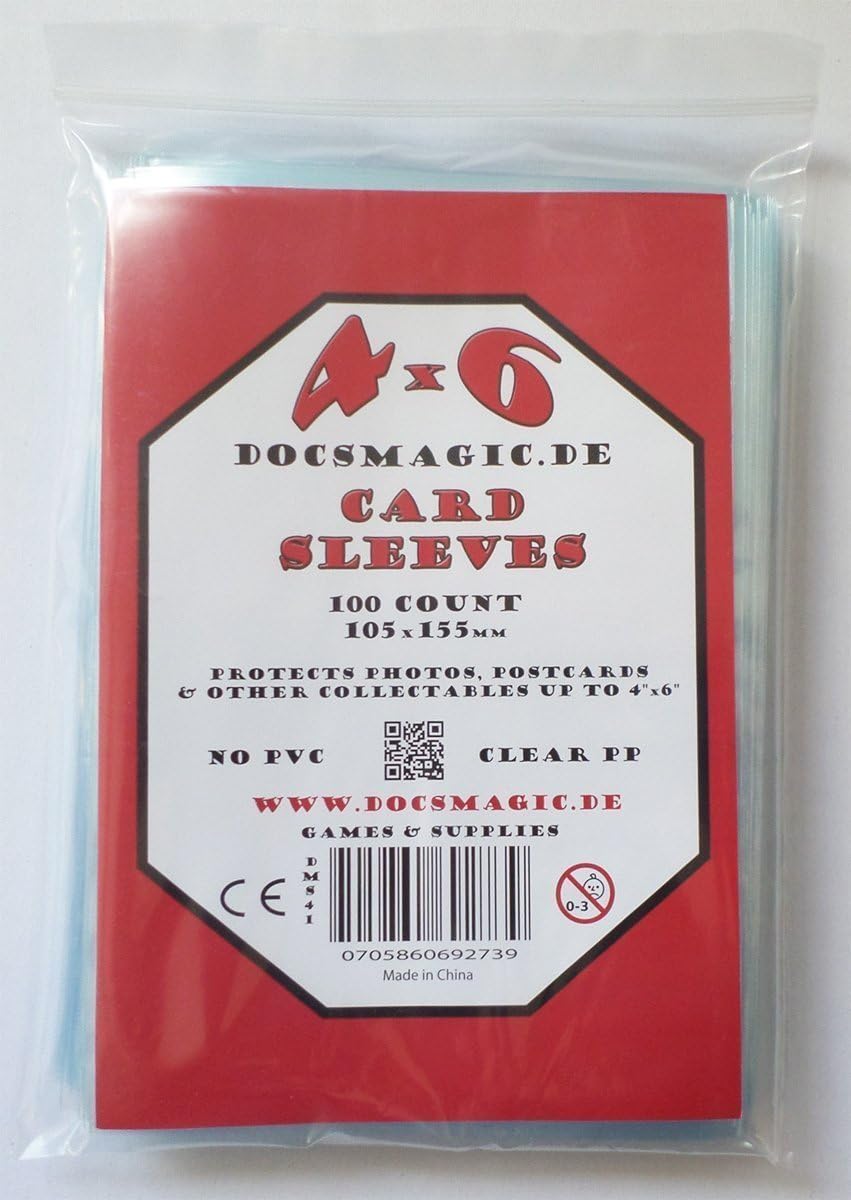 4x6
DOCSMAGIC.DE
CARD
SLEEVES
100 COUNT
105x155MM
PROTECTS PHOTOS, POSTCARDS
& OTHER COLLECTABLES UP TO 4"x6"
NO PVC CLEAR PP
WWW.DOCSMAGIC.DE
GAMES & SUPPLIES
CE
DMS41
0-3
0705860692739
Made in China